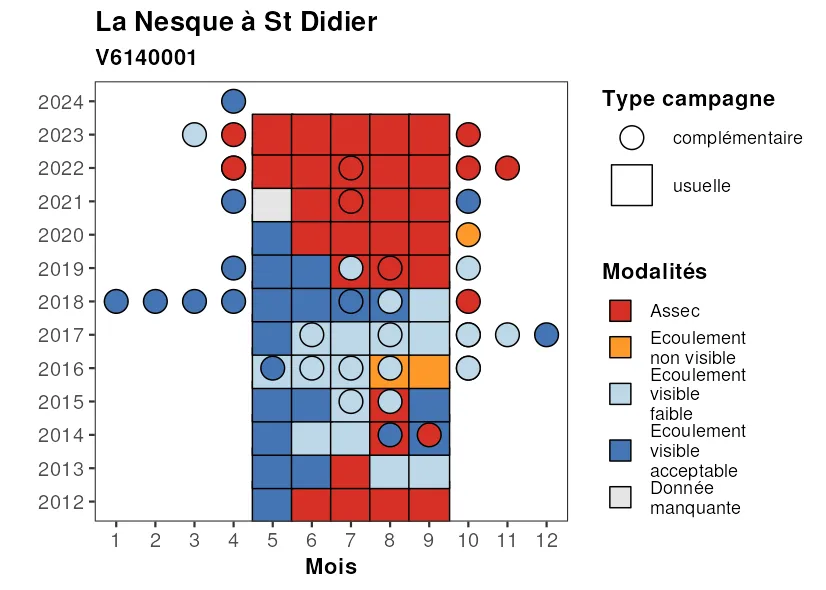 La Nesque à St Didier
V6140001
2024
2023
2022
2021
2020
2019
2018
2017
2016
2015
2014
2013
2012
1 2 3 4 5 6 7 8 9 10 11 12
Mois
Type campagne
complémentaire
usuelle
Modalités
Assec
Ecoulement
non visible
Ecoulement
visible
faible
Ecoulement
visible
acceptable
Donnée
manquante